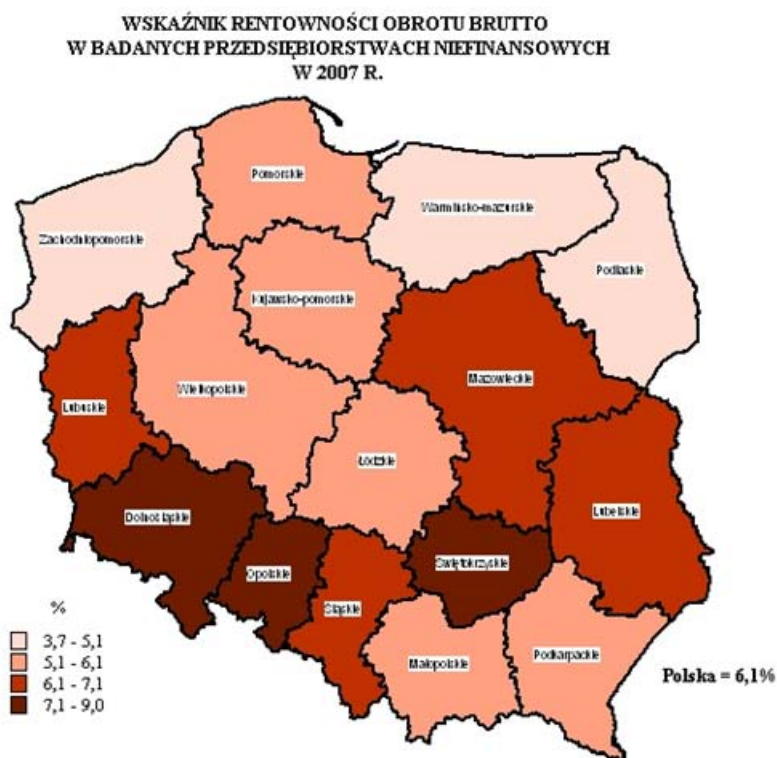 WSKAŹNIK RENTOWNOŚCI OBROTU BRUTTO
W BADANYCH PRZEDSIĘBIORSTWACH NIEFINANSOWYCH
W 2007 R.
Pomorskie
Warmińsko-mazurskie
Zachodniopomorskie
Podlaskie
Kujawsko-pomorskie
Mazowieckie
Wielkopolskie
Lubuskie
Łódzkie
Lubelskie
Dolnośląskie
Świętokrzyskie
Opolskie
Śląskie
%
3,7 - 5,1
5,1 - 6,1
6,1 - 7,1
7,1 - 9,0
Małopolskie
Podkarpackie
Polska = 6,1%